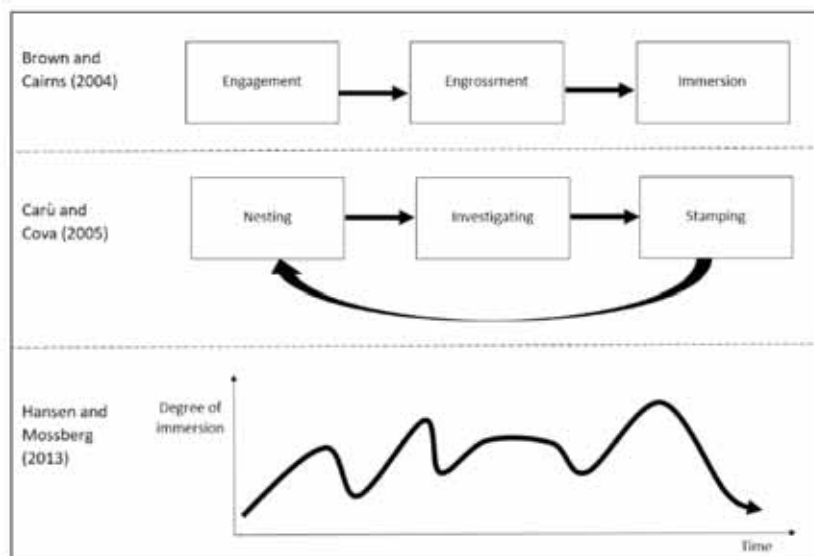 Brown and
Cairns (2004)
Engagement
Engrossment
Immersion
Carù and
Cova (2005)
Nesting
Investigating
Stamping
Hansen and
Mossberg
(2013)
Degree of
immersion
Time